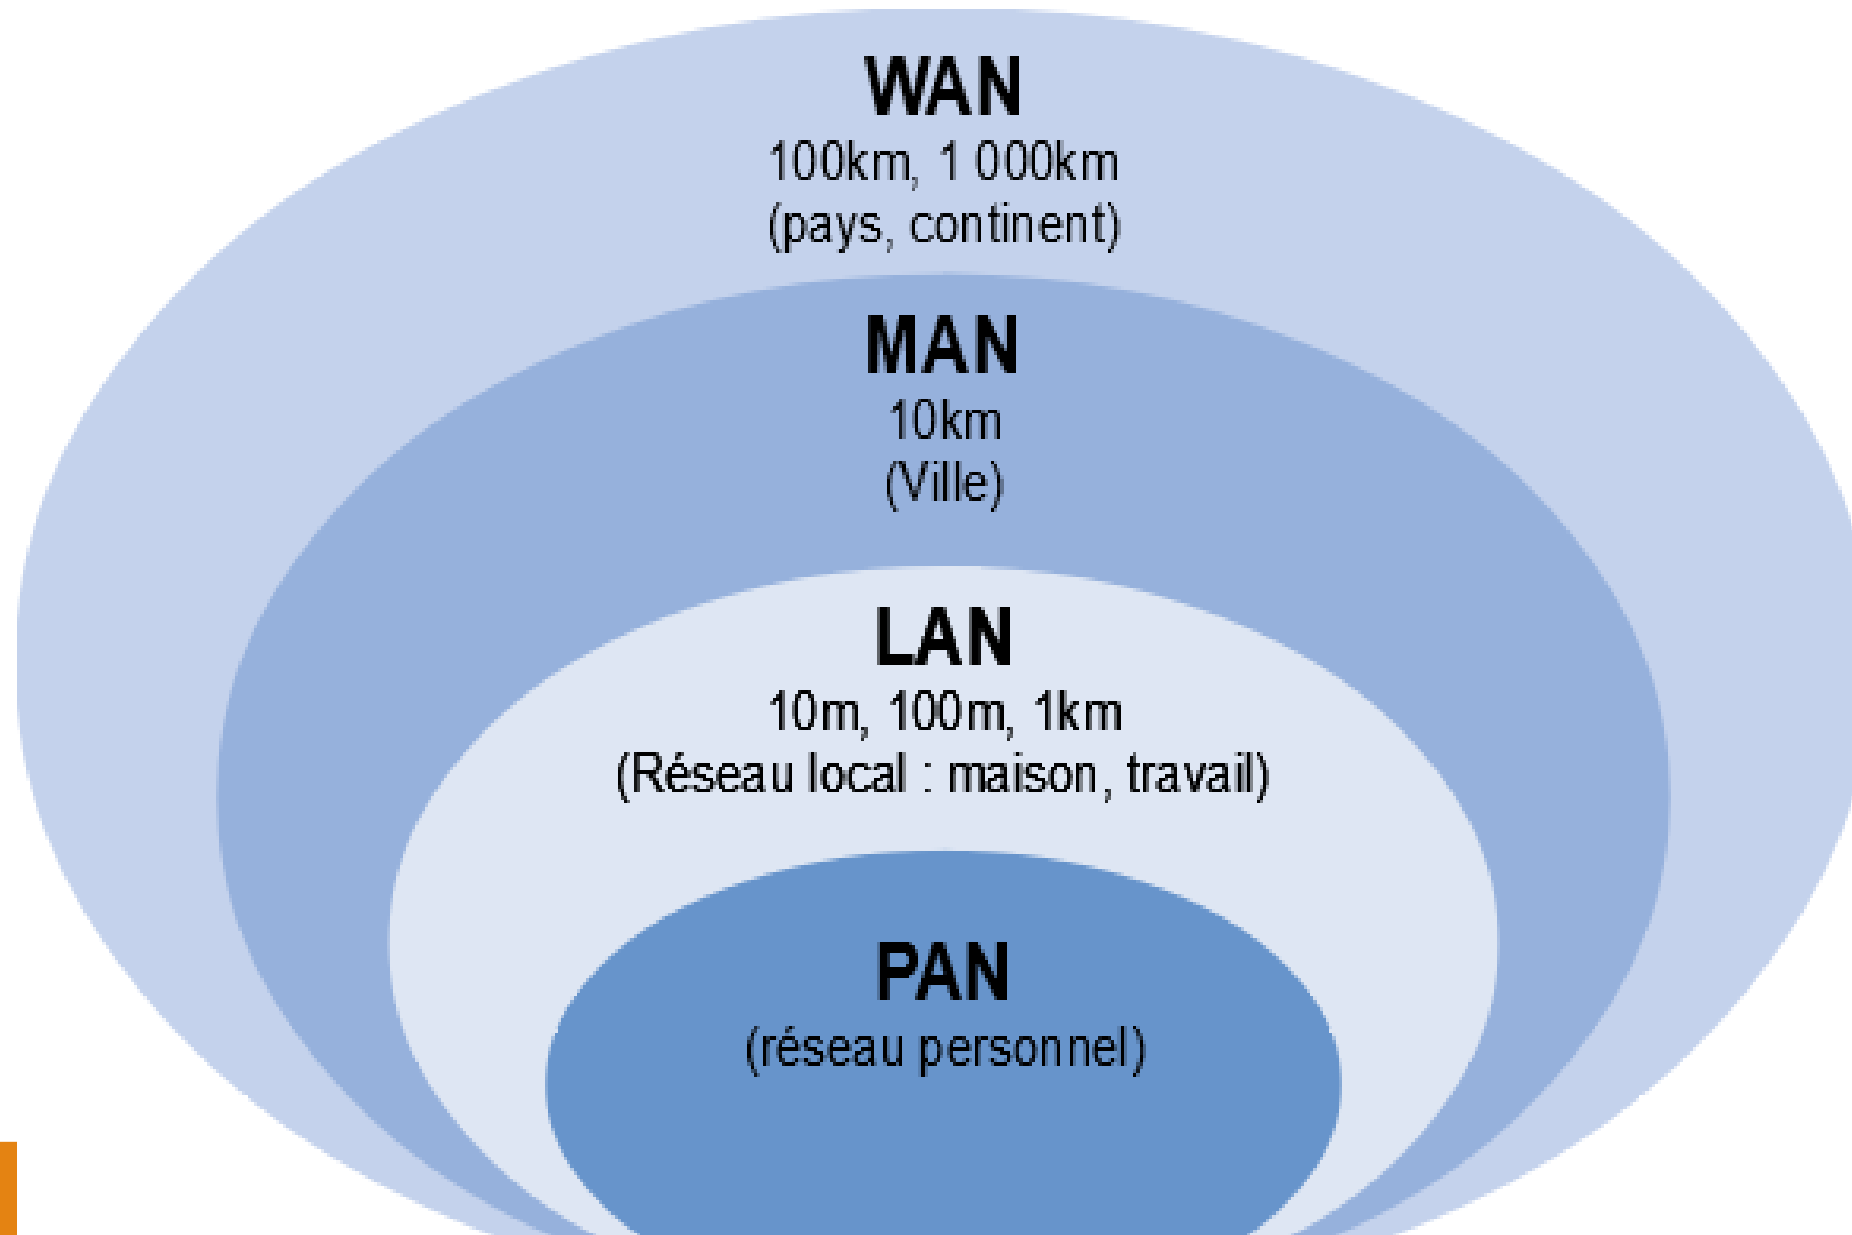 WAN
100km, 1 000km
(pays, continent)
MAN
10km
(Ville)
LAN
10m, 100m, 1km
(Réseau local : maison, travail)
PAN
(réseau personnel)